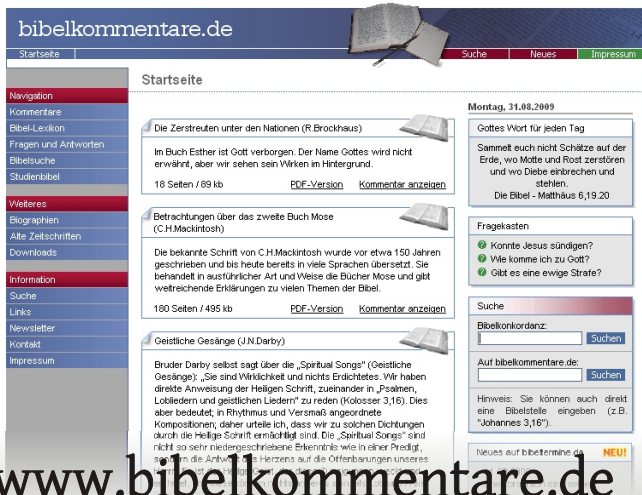 bibelkommentare.de
Startseite
Suche
Neues
Impressum
Startseite
Navigation
Kommentare
Bibel-Lexikon
Fragen und Antworten
Bibelsuche
Studienbibel
Weiteres
Biographien
Alte Zeitschriften
Downloads
Information
Suche
Links
Newsletter
Kontakt
Impressum
Die Zerstreuten unter den Nationen (R.Brockhaus)
Im Buch Esther ist Gott verborgen. Der Name Gottes wird nicht
erwähnt, aber wir sehen sein Wirken im Hintergrund.
18 Seiten / 89 kb PDF-Version Kommentar anzeigen
Betrachtungen über das zweite Buch Mose
(C.H.Mackintosh)
Die bekannte Schrift von C.H.Mackintosh wurde vor etwa 150 Jahren
geschrieben und bis heute bereits in viele Sprachen übersetzt. Sie
behandelt in ausführlicher Art und Weise die Bücher Mose und gibt
weitreichende Erklärungen zu vielen Themen der Bibel.
180 Seiten / 495 kb PDF-Version Kommentar anzeigen
Geistliche Gesänge (J.N.Darby)
Bruder Darby selbst sagt über die „Spiritual Songs" (Geistliche
Gesänge): „Sie sind Wirklichkeit und nichts Erdichtetes. Wir haben
direkte Anweisung der Heiligen Schrift, zueinander in „Psalmen,
Lobliedern und geistlichen Liedern" zu reden (Kolosser 3,16). Dies
aber bedeutet; in Rhythmus und Versmaß angeordnete
Kompositionen; daher urteile ich, dass wir zu solchen Dichtungen
durch die Heilige Schrift ermächtigt sind. Die „Spiritual Songs" sind
nicht so sehr niedergeschriebene Erkenntnis wie in einer Predigt,
sondern die Antwort des Herzens auf die Offenbarungen unseres
Montag, 31.08.2009
Gottes Wort für jeden Tag
Sammelt euch nicht Schätze auf der
Erde, wo Motte und Rost zerstören
und wo Diebe einbrechen und
stehlen.
Die Bibel - Matthäus 6,19.20
Fragekasten
Konnte Jesus sündigen?
Wie komme ich zu Gott?
Gibt es eine ewige Strafe?
Suche
Bibelkonkordanz:
Suchen
Auf bibelkommentare.de:
Suchen
Hinweis: Sie können auch direkt
eine Bibelstelle eingeben (z.B.
"Johannes 3,16").
Neues auf bibeltermine.de NEU!
www.bibelkommentare.de